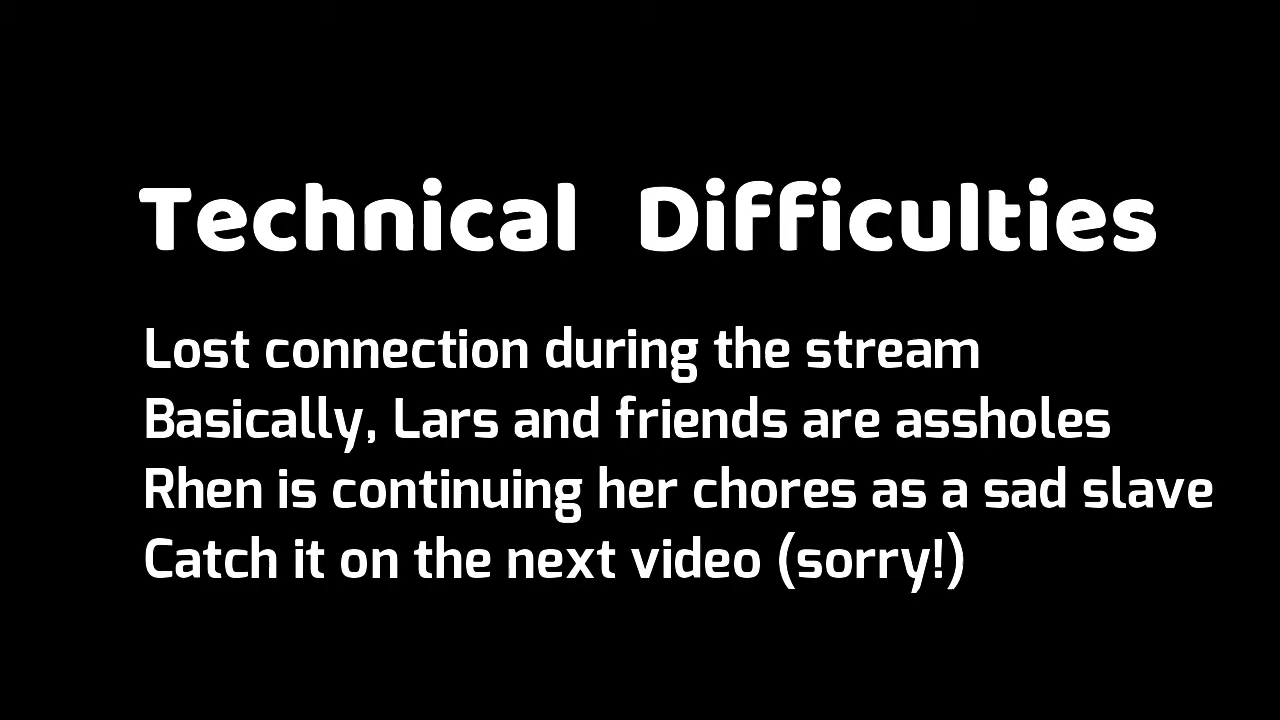 Technical Difficulties
Lost connection during the stream
Basically, Lars and friends are assholes
Rhen is continuing her chores as a sad slave
Catch it on the next video (sorry!)